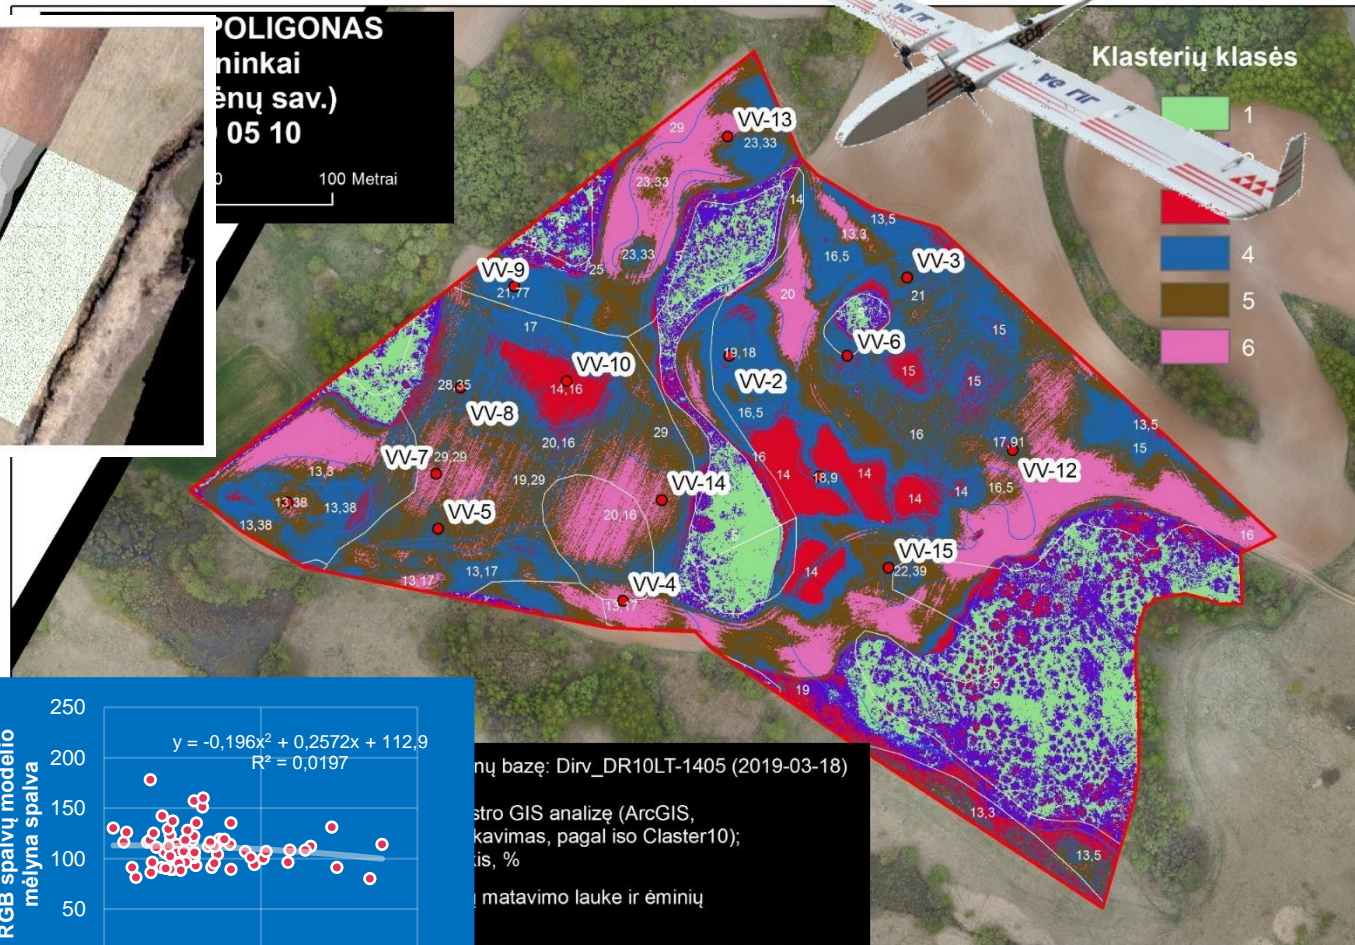 POLIGONAS
ninkai
ėnų sav.)
05 10
0 100 Metrai
Klasterių klasės
1
4
5
6
VV-13
29
23,33
23,33
23,33
14
13,5
13,3
16,5
VV-3
21
25
5
VV-9
21,77
17
20
VV-6
VV-10
14,16
19,18
VV-2
15
15
15
28,35
VV-8
16,5
25
20,16
29
16
13,5
15
VV-7
29,29
13,3
19,29
16
14
18,9
14
17,91
VV-12
16,5
14
14
VV-14
20,16
13,38
13,38
13,38
VV-5
5
16
VV-15
22,39
14
13,17
13,17
VV-4
13,17
19
13,3
13,5
250
200
150
100
50
RGB spalvų modelio
mėlyna spalva
y = -0,196x² + 0,2572x + 112,9
R² = 0,0197
nų bazę: Dirv_DR10LT-1405 (2019-03-18)
stro GIS analizę (ArcGIS,
kavimas, pagal iso Claster10);
kis, %
ų matavimo lauke ir ėminių